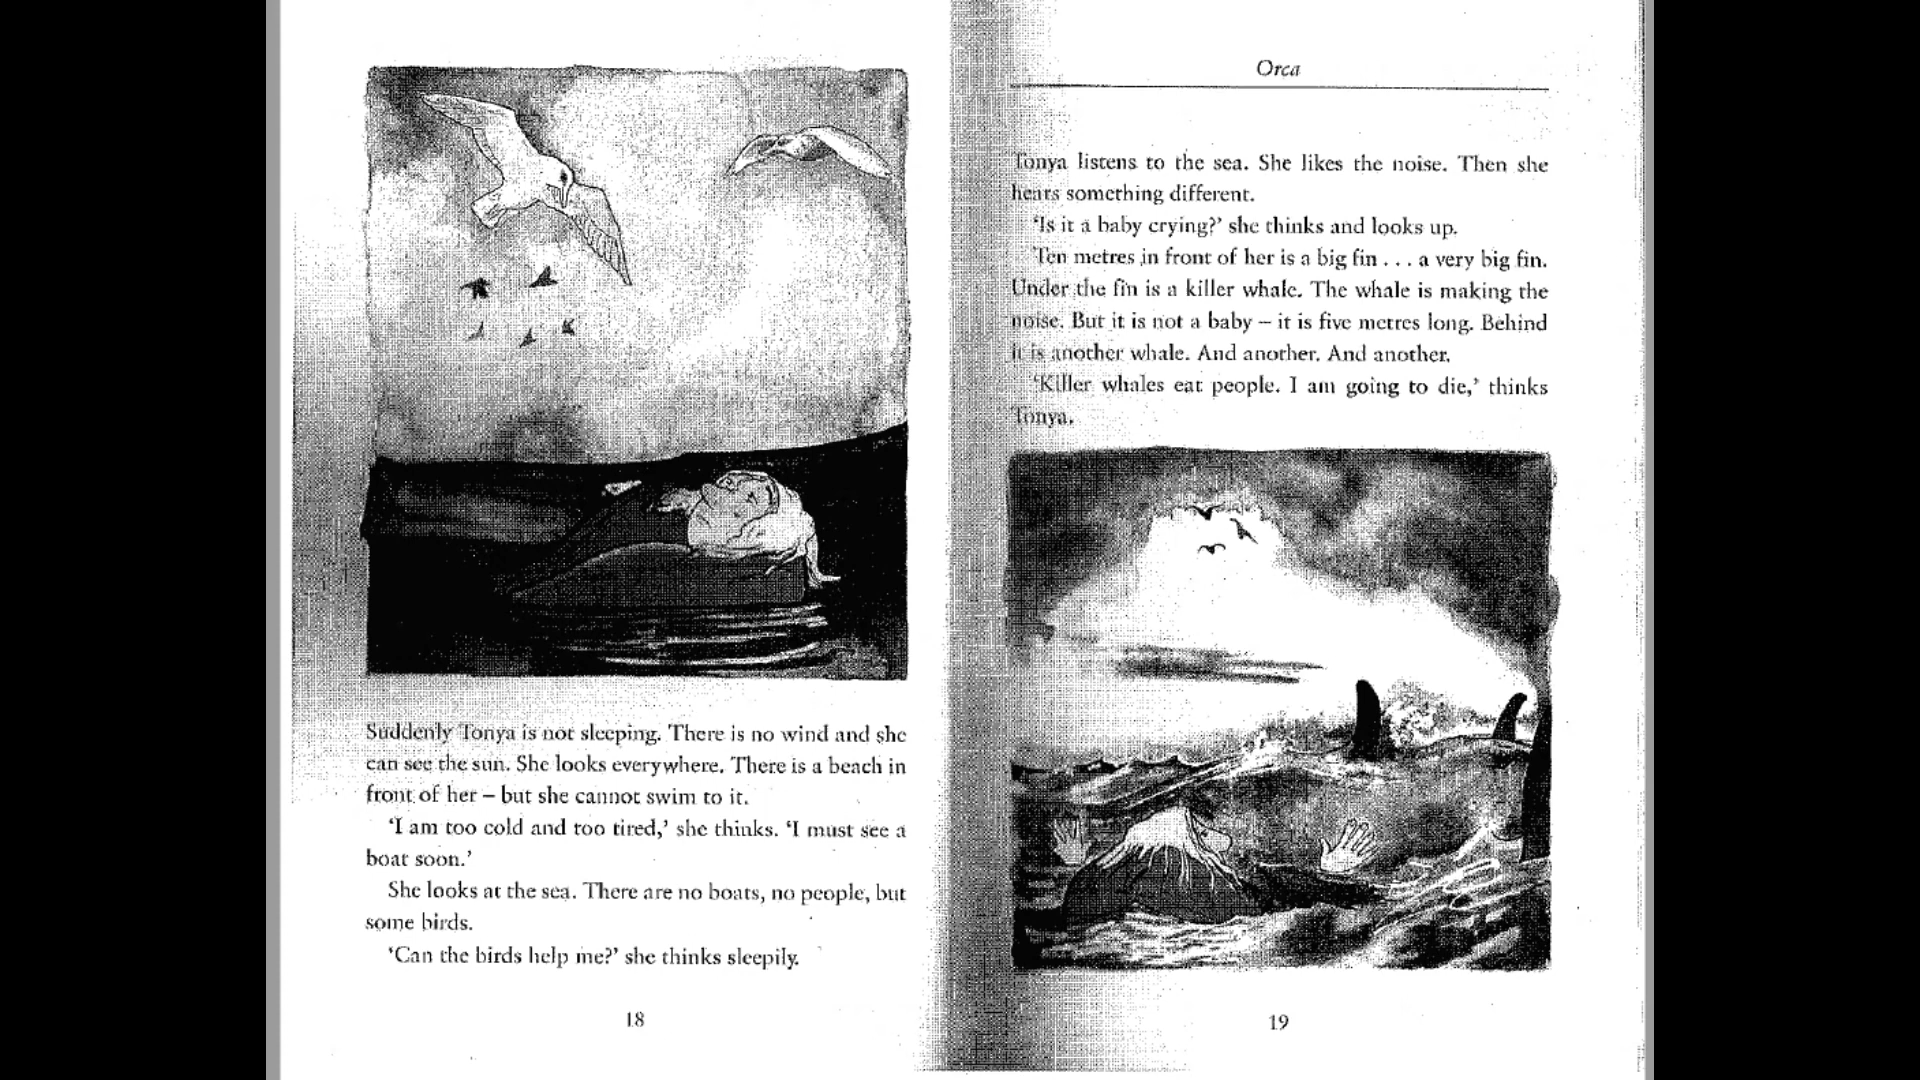 Suddenly Tonya is not sleeping. There is no wind and she
can see the sun. She looks everywhere. There is a beach in
front of her – but she cannot swim to it.
‘I am too cold and too tired,’ she thinks. ‘I must see a
boat soon.’
She looks at the sea. There are no boats, no people, but
some birds.
‘Can the birds help me?’ she thinks sleepily.
18
Orca
Tonya listens to the sea. She likes the noise. Then she
hears something different.
‘Is it a baby crying?’ she thinks and looks up.
Ten metres in front of her is a big fin . . . a very big fin.
Under the fin is a killer whale. The whale is making the
noise. But it is not a baby – it is five metres long. Behind
it is another whale. And another. And another.
‘Killer whales eat people. I am going to die,’ thinks
Tonya.
19